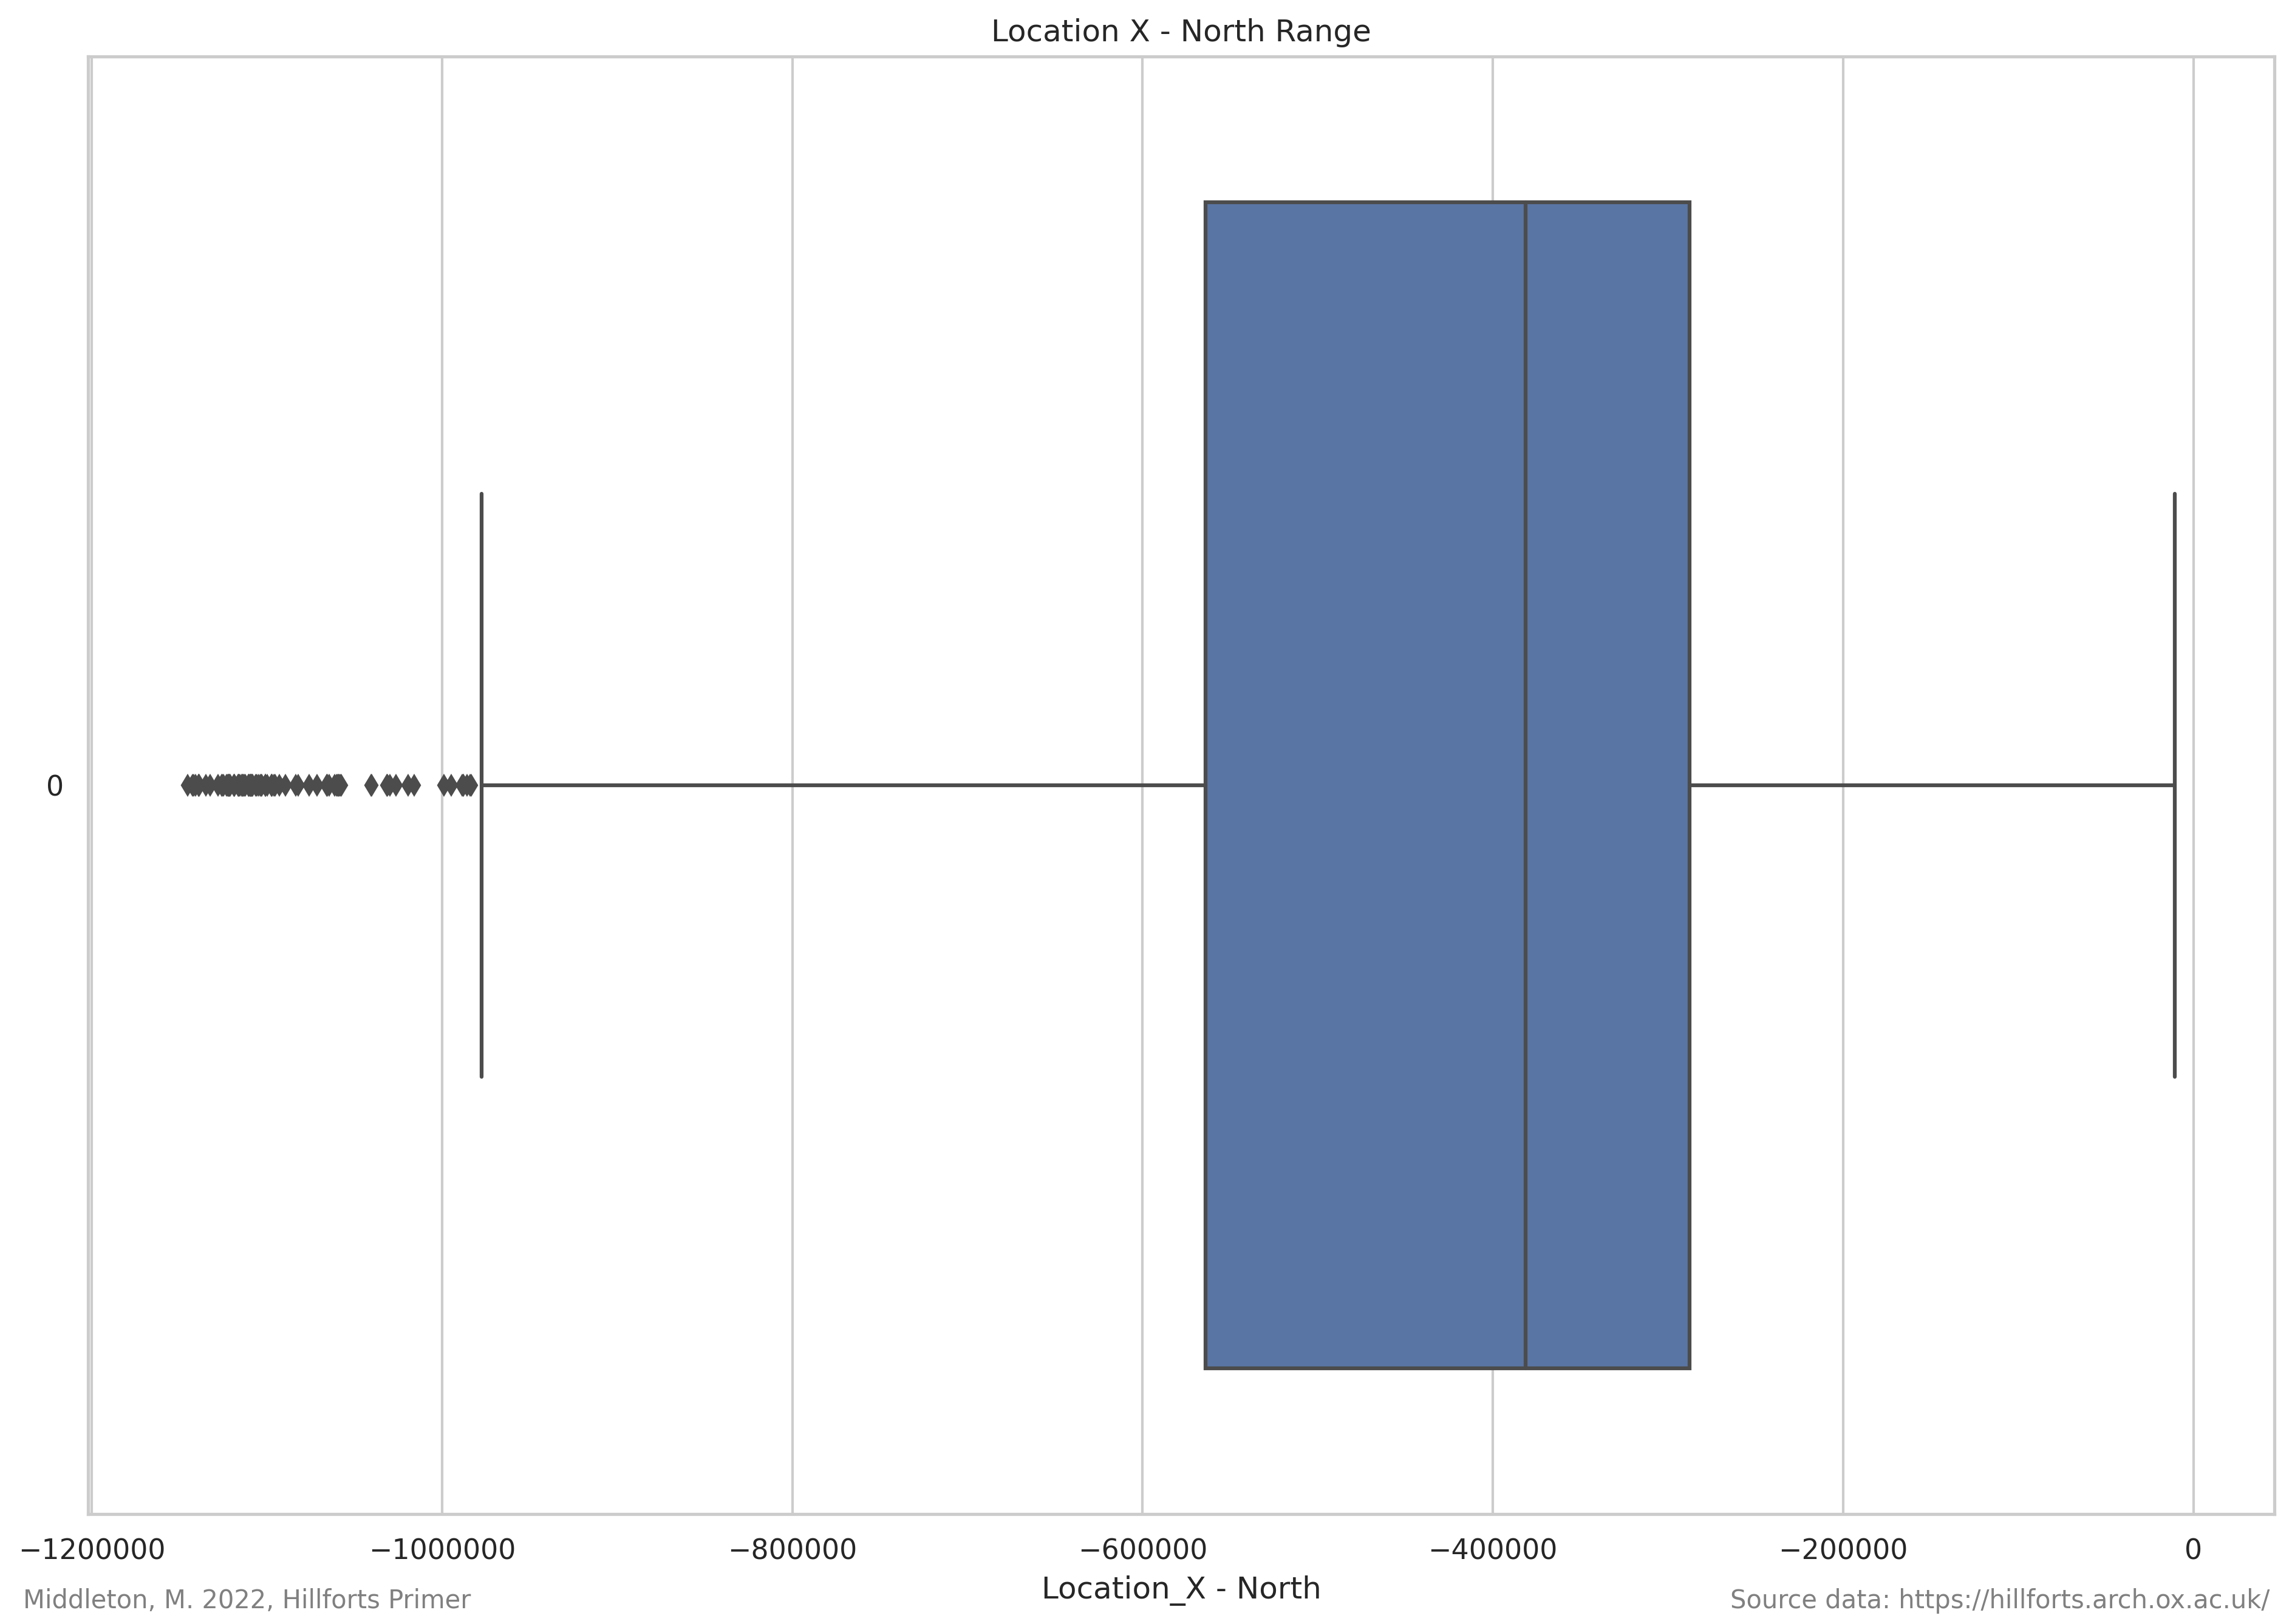 Location X - North Range
0
−1200000 −1000000 −800000 −600000 −400000 −200000 0
Location_X - North
Middleton, M. 2022, Hillforts Primer
Source data: https://hillforts.arch.ox.ac.uk/